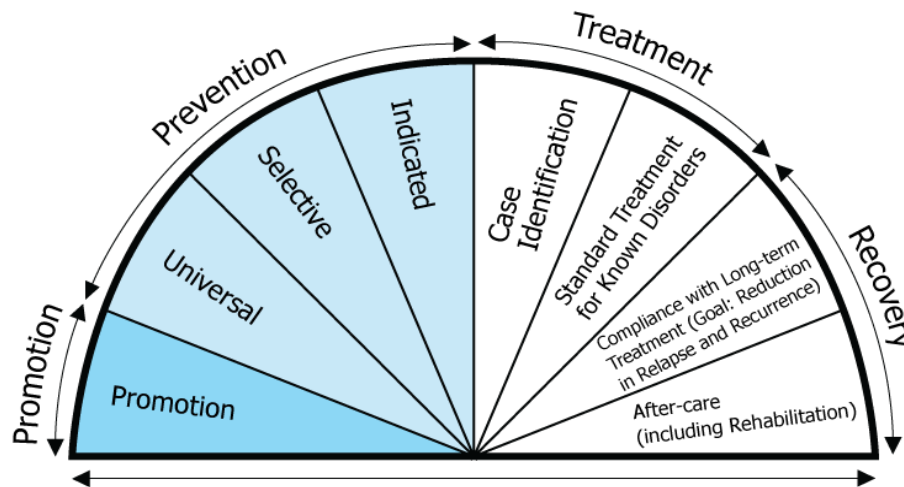 Promotion
Prevention
Treatment
Recovery
Promotion
Universal
Selective
Indicated
Case
Identification
Standard Treatment
for Known Disorders
Compliance with Long-term
Treatment (Goal: Reduction
in Relapse and Recurrence)
After-care
(including Rehabilitation)